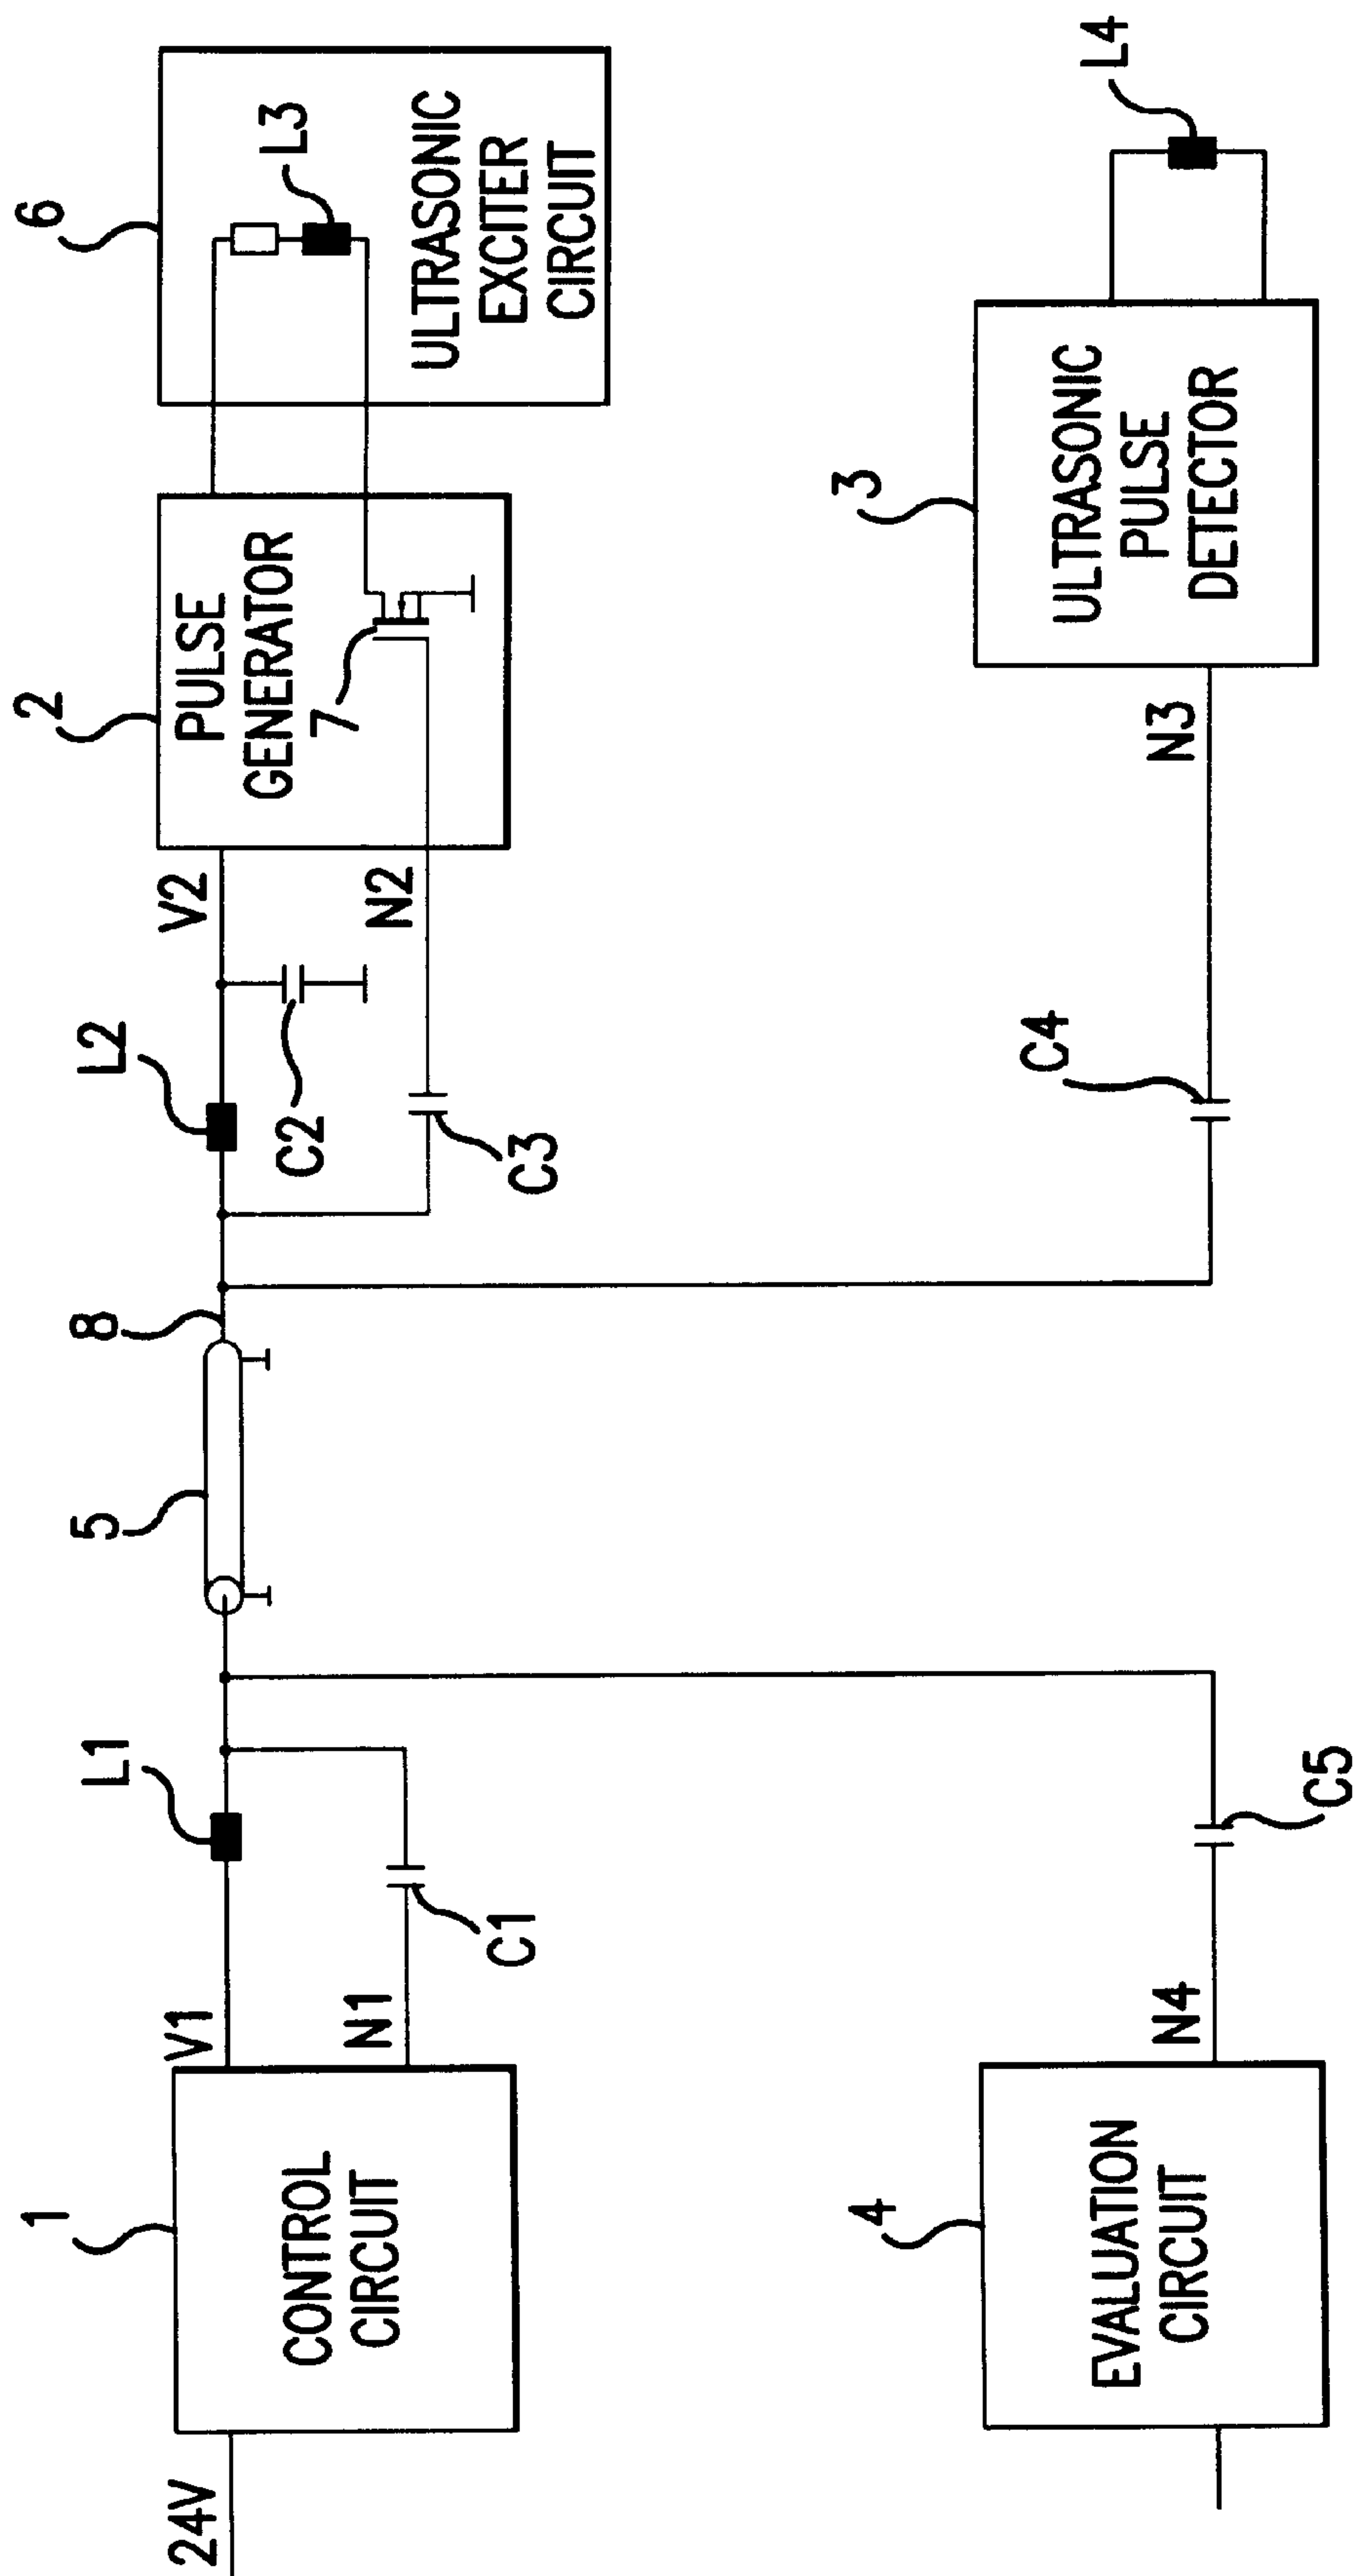 6
L3
ULTRASONIC
EXCITER
CIRCUIT
2
PULSE
GENERATOR
7
V2
N2
L2
C2
C3
8
5
L1
C1
V1
N1
1
CONTROL
CIRCUIT
24V
L4
3
ULTRASONIC
PULSE
DETECTOR
N3
C4
C5
N4
4
EVALUATION
CIRCUIT